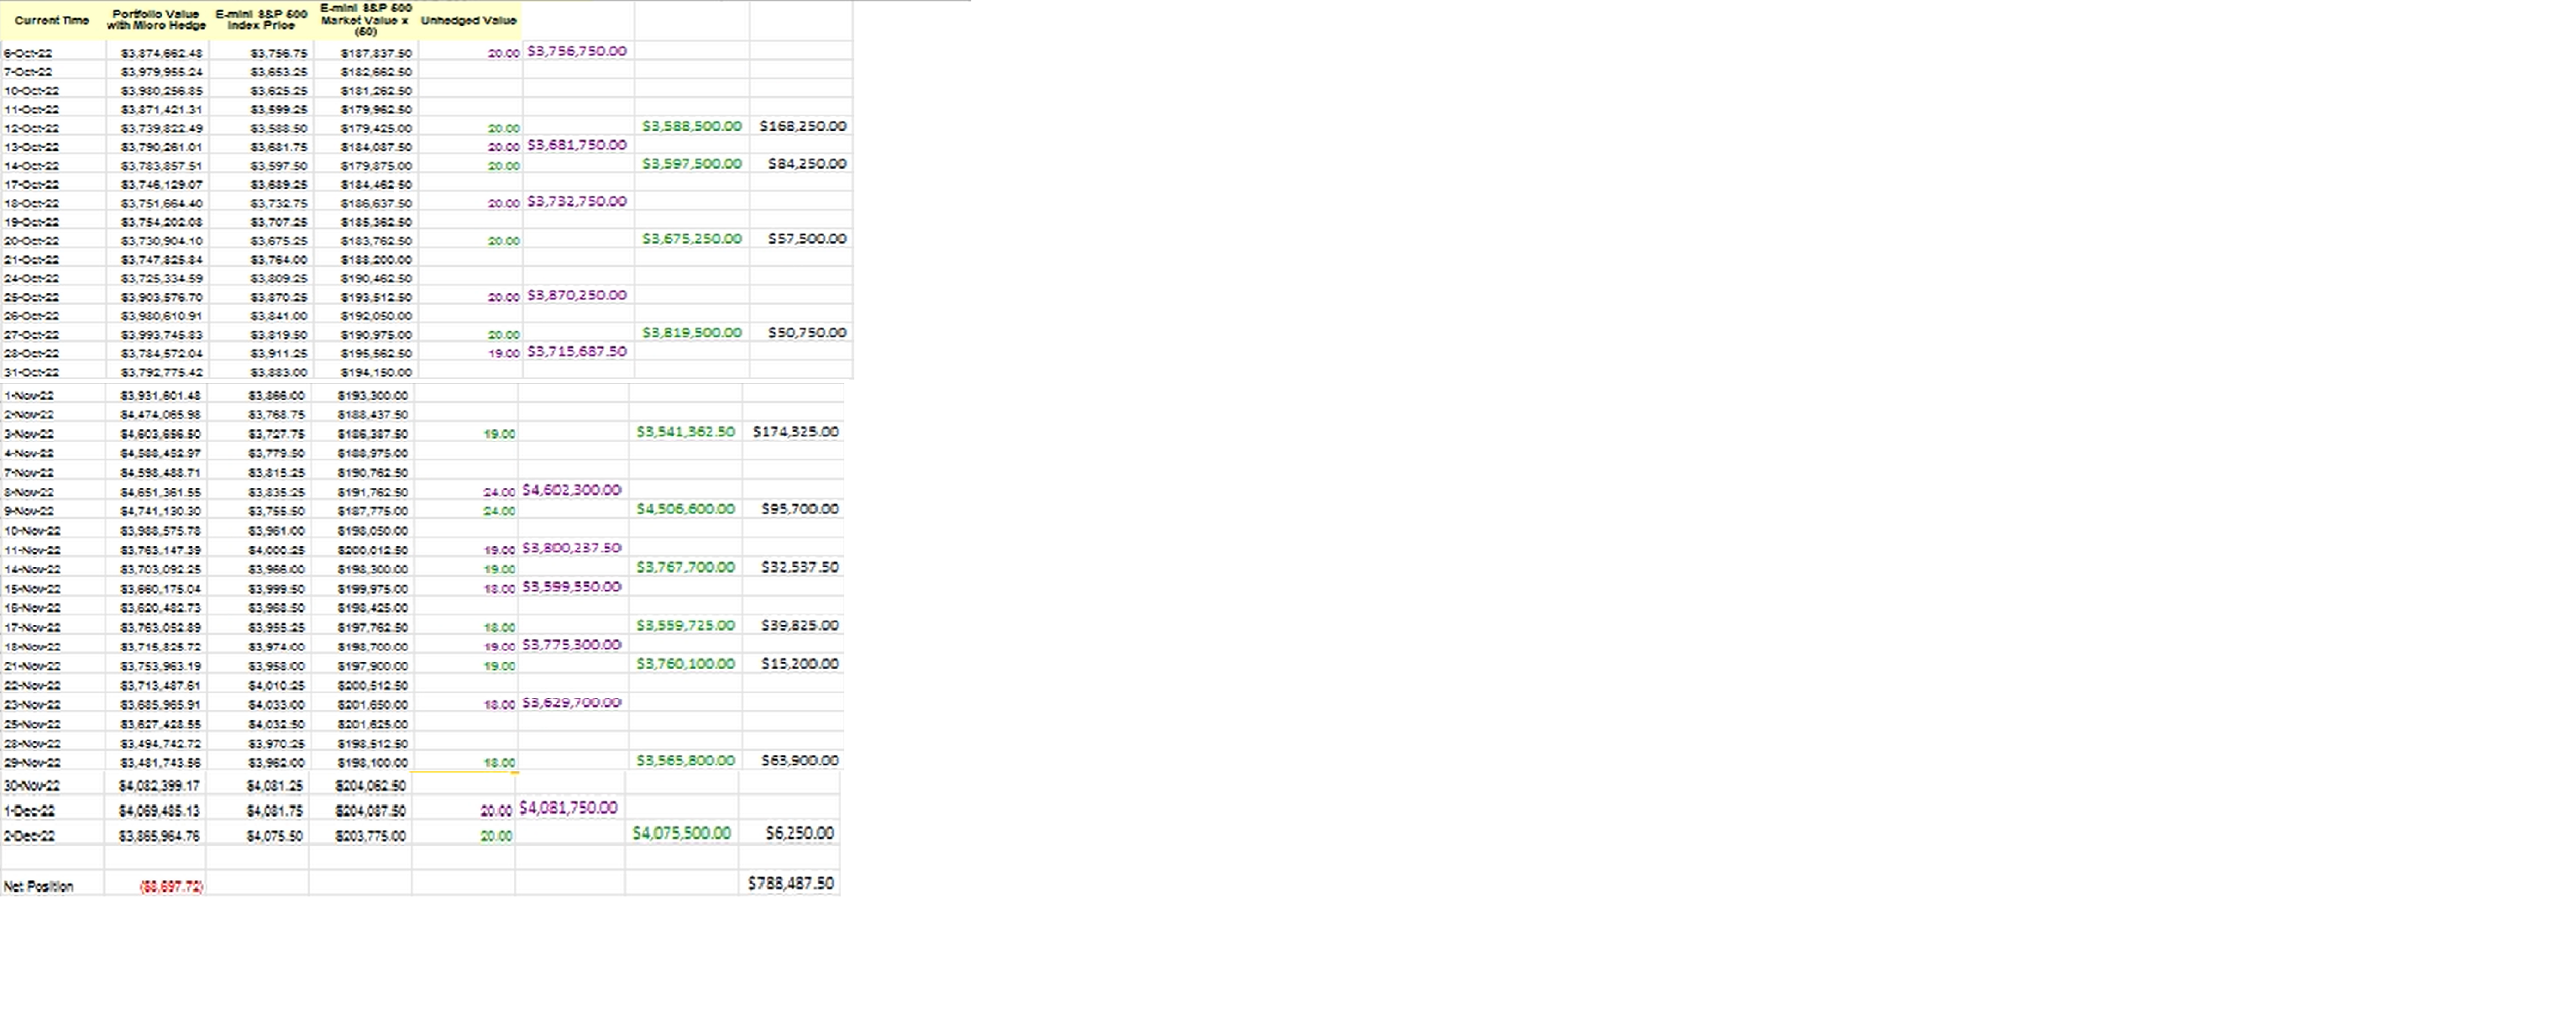 Current Time Portfolio Value with Micro Hedge E-mini S&P 500 Index Price E-mini S&P 500 Market Value x (50) Unhedged Value
6-Oct-22 $3,874,662.48 $3,756.75 $187,837.50 20.00 $3,756,750.00
7-Oct-22 $3,979,955.24 $3,653.25 $182,662.50
10-Oct-22 $3,980,256.85 $3,625.25 $181,262.50
11-Oct-22 $3,871,421.31 $3,599.25 $179,962.50
12-Oct-22 $3,739,822.49 $3,588.50 $179,425.00 20.00 $3,588,500.00 $168,250.00
13-Oct-22 $3,790,261.01 $3,681.75 $184,087.50 20.00 $3,681,750.00
14-Oct-22 $3,783,857.51 $3,597.50 $179,875.00 20.00 $3,597,500.00 $84,250.00
17-Oct-22 $3,746,129.07 $3,689.25 $184,462.50
18-Oct-22 $3,751,664.40 $3,732.75 $186,637.50 20.00 $3,732,750.00
19-Oct-22 $3,754,202.08 $3,707.25 $185,362.50
20-Oct-22 $3,730,904.10 $3,675.25 $183,762.50 20.00 $3,675,250.00 $57,500.00
21-Oct-22 $3,747,825.84 $3,764.00 $188,200.00
24-Oct-22 $3,725,334.59 $3,809.25 $190,462.50
25-Oct-22 $3,903,576.70 $3,870.25 $193,512.50 20.00 $3,870,250.00
26-Oct-22 $3,980,610.91 $3,841.00 $192,050.00
27-Oct-22 $3,993,745.83 $3,819.50 $190,975.00 20.00 $3,819,500.00 $50,750.00
28-Oct-22 $3,784,572.04 $3,911.25 $195,562.50 19.00 $3,715,687.50
31-Oct-22 $3,792,775.42 $3,883.00 $194,150.00
1-Nov-22 $3,931,601.48 $3,866.00 $193,300.00
2-Nov-22 $4,474,065.98 $3,768.75 $188,437.50
3-Nov-22 $4,603,656.50 $3,727.75 $186,387.50 19.00 $3,541,362.50 $174,325.00
4-Nov-22 $4,588,452.97 $3,779.50 $188,975.00
7-Nov-22 $4,598,488.71 $3,815.25 $190,762.50
8-Nov-22 $4,651,361.55 $3,835.25 $191,762.50 24.00 $4,602,300.00
9-Nov-22 $4,741,130.30 $3,755.50 $187,775.00 24.00 $4,506,600.00 $95,700.00
10-Nov-22 $3,988,575.78 $3,961.00 $198,050.00
11-Nov-22 $3,763,147.39 $4,000.25 $200,012.50 19.00 $3,800,237.50
14-Nov-22 $3,703,092.25 $3,966.00 $198,300.00 19.00 $3,767,700.00 $32,537.50
15-Nov-22 $3,660,175.04 $3,999.50 $199,975.00 18.00 $3,599,550.00
16-Nov-22 $3,620,482.73 $3,968.50 $198,425.00
17-Nov-22 $3,763,052.89 $3,955.25 $197,762.50 18.00 $3,559,725.00 $39,825.00
18-Nov-22 $3,715,825.72 $3,974.00 $198,700.00 19.00 $3,775,300.00
21-Nov-22 $3,753,963.19 $3,958.00 $197,900.00 19.00 $3,760,100.00 $15,200.00
22-Nov-22 $3,713,487.61 $4,010.25 $200,512.50
23-Nov-22 $3,685,965.91 $4,033.00 $201,650.00 18.00 $3,629,700.00
25-Nov-22 $3,627,428.55 $4,032.50 $201,625.00
28-Nov-22 $3,494,742.72 $3,970.25 $198,512.50
29-Nov-22 $3,481,743.56 $3,962.00 $198,100.00 18.00 $3,565,800.00 $63,900.00
30-Nov-22 $4,082,399.17 $4,081.25 $204,062.50
1-Dec-22 $4,069,485.13 $4,081.75 $204,087.50 20.00 $4,081,750.00
2-Dec-22 $3,865,964.76 $4,075.50 $203,775.00 20.00 $4,075,500.00 $6,250.00
Net Position ($8,697.72) $788,487.50